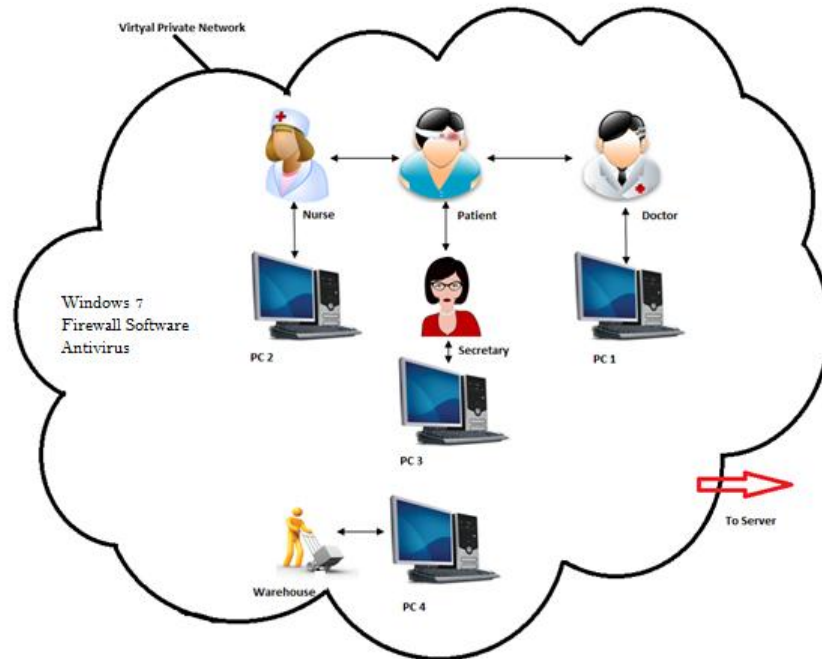 Virtyal Private Network
Nurse
Patient
Doctor
Windows 7
Firewall Software
Antivirus
PC 2
Secretary
PC 1
PC 3
To Server
Warehouse
PC 4